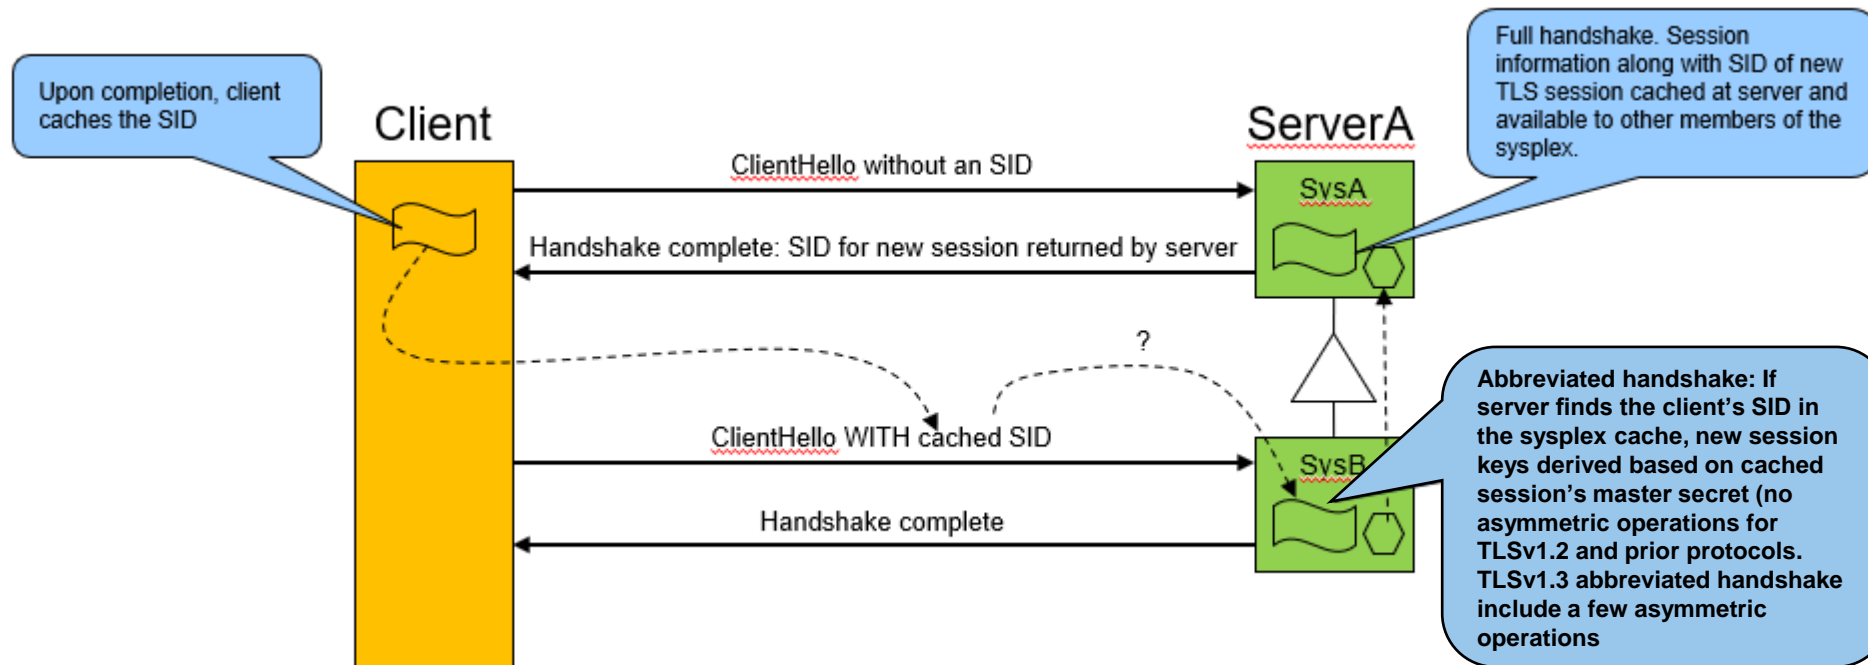 Upon completion, client
caches the SID
Client
ServerA
Full handshake. Session
information along with SID of new
TLS session cached at server and
available to other members of the
sysplex.
ClientHello without an SID
SysA
Handshake complete: SID for new session returned by server
?
ClientHello WITH cached SID
SysB
Handshake complete
Abbreviated handshake: If
server finds the client’s SID in
the sysplex cache, new session
keys derived based on cached
session’s master secret (no
asymmetric operations for
TLSv1.2 and prior protocols.
TLSv1.3 abbreviated handshake
include a few asymmetric
operations